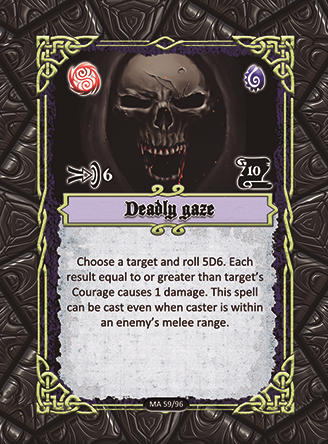 6
10
Deadly gaze
Choose a target and roll 5D6. Each
result equal to or greater than target's
Courage causes 1 damage. This spell
can be cast even when caster is within
an enemy's melee range.
MA 59/96